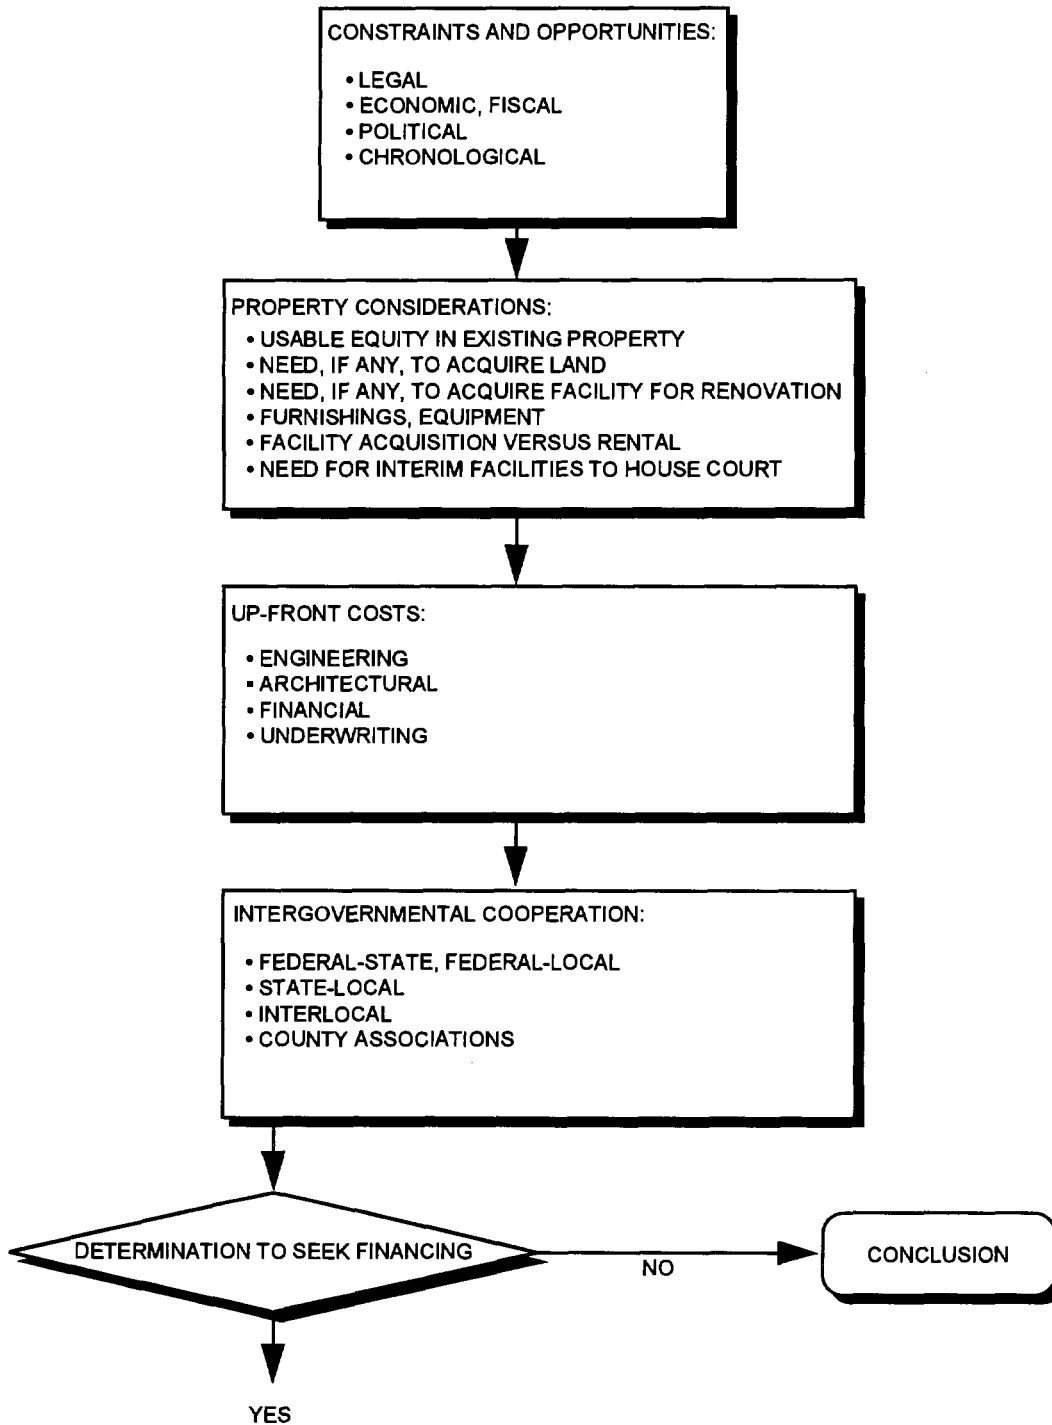 CONSTRAINTS AND OPPORTUNITIES:
• LEGAL
• ECONOMIC, FISCAL
• POLITICAL
• CHRONOLOGICAL
PROPERTY CONSIDERATIONS:
• USABLE EQUITY IN EXISTING PROPERTY
• NEED, IF ANY, TO ACQUIRE LAND
• NEED, IF ANY, TO ACQUIRE FACILITY FOR RENOVATION
• FURNISHINGS, EQUIPMENT
• FACILITY ACQUISITION VERSUS RENTAL
• NEED FOR INTERIM FACILITIES TO HOUSE COURT
UP-FRONT COSTS:
• ENGINEERING
• ARCHITECTURAL
• FINANCIAL
• UNDERWRITING
INTERGOVERNMENTAL COOPERATION:
• FEDERAL-STATE, FEDERAL-LOCAL
• STATE-LOCAL
• INTERLOCAL
• COUNTY ASSOCIATIONS
DETERMINATION TO SEEK FINANCING
NO
CONCLUSION
YES